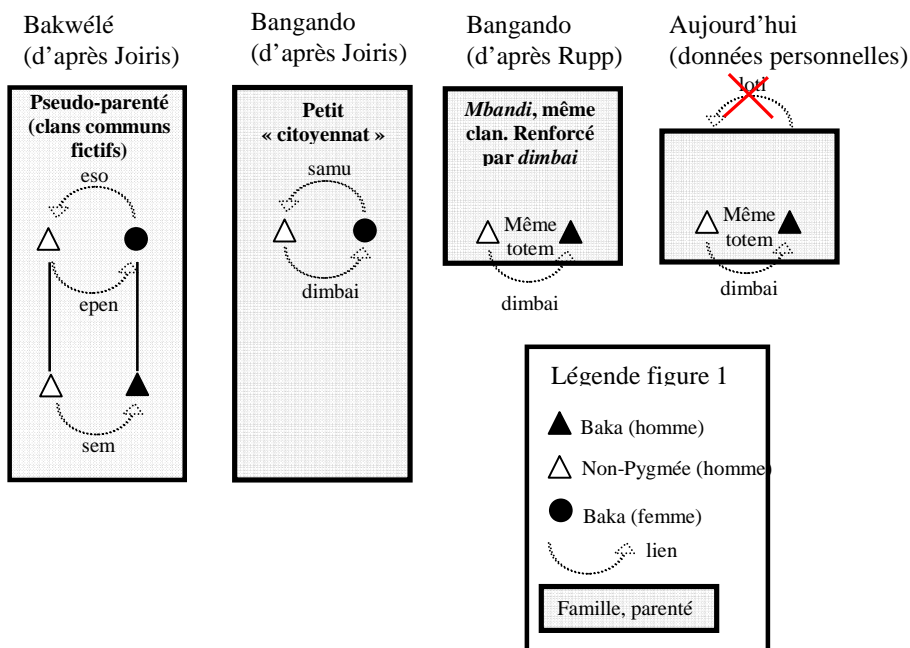 Bakwélé
(d’après Joiris)
Pseudo-parenté
(clans communs
fictifs)
eso
epen
sem
Bangando
(d’après Joiris)
Petit
« citoyennat »
samu
dimbai
Bangando
(d’après Rupp)
Mbandi, même
clan. Renforcé
par dimbai
Même
totem
dimbai
Aujourd’hui
(données personnelles)
loti
Même
totem
dimbai
Légende figure 1
Baka (homme)
Non-Pygmée (homme)
Baka (femme)
lien
Famille, parenté